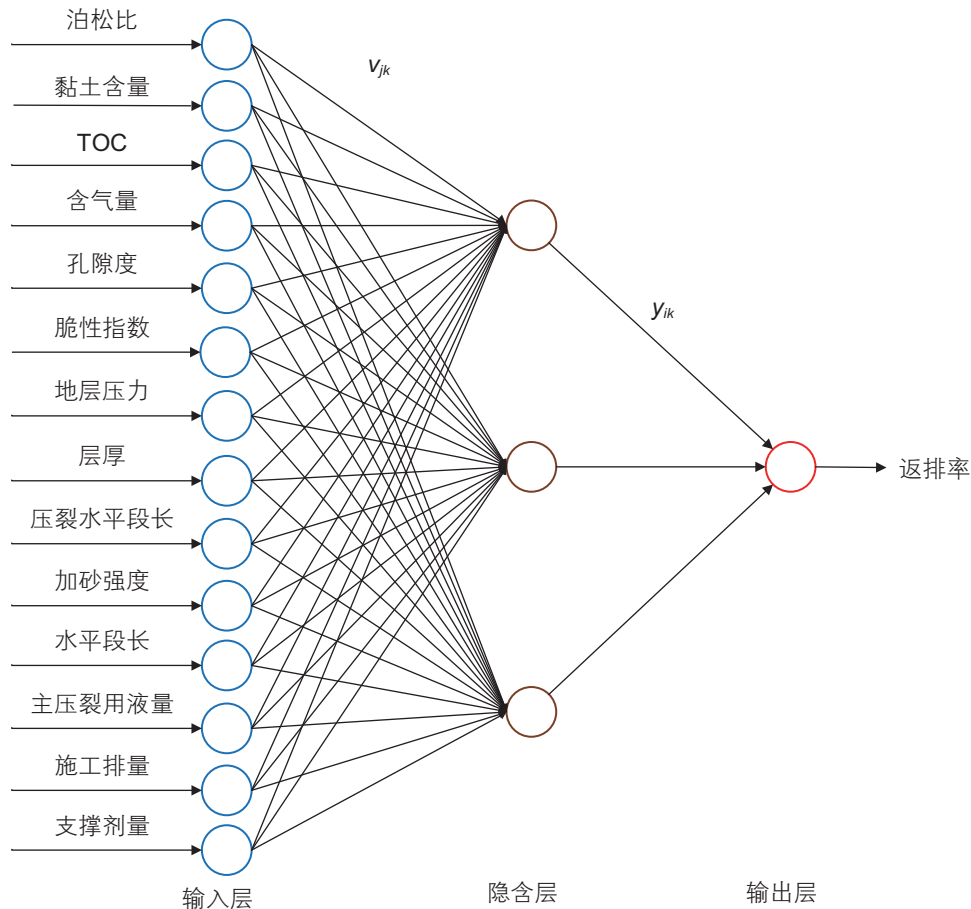 泊松比
v_jk
黏土含量
TOC
含气量
孔隙度
y_ik
脆性指数
地层压力
层厚
返排率
压裂水平段长
加砂强度
水平段长
主压裂用液量
施工排量
支撑剂量
输入层
隐含层
输出层